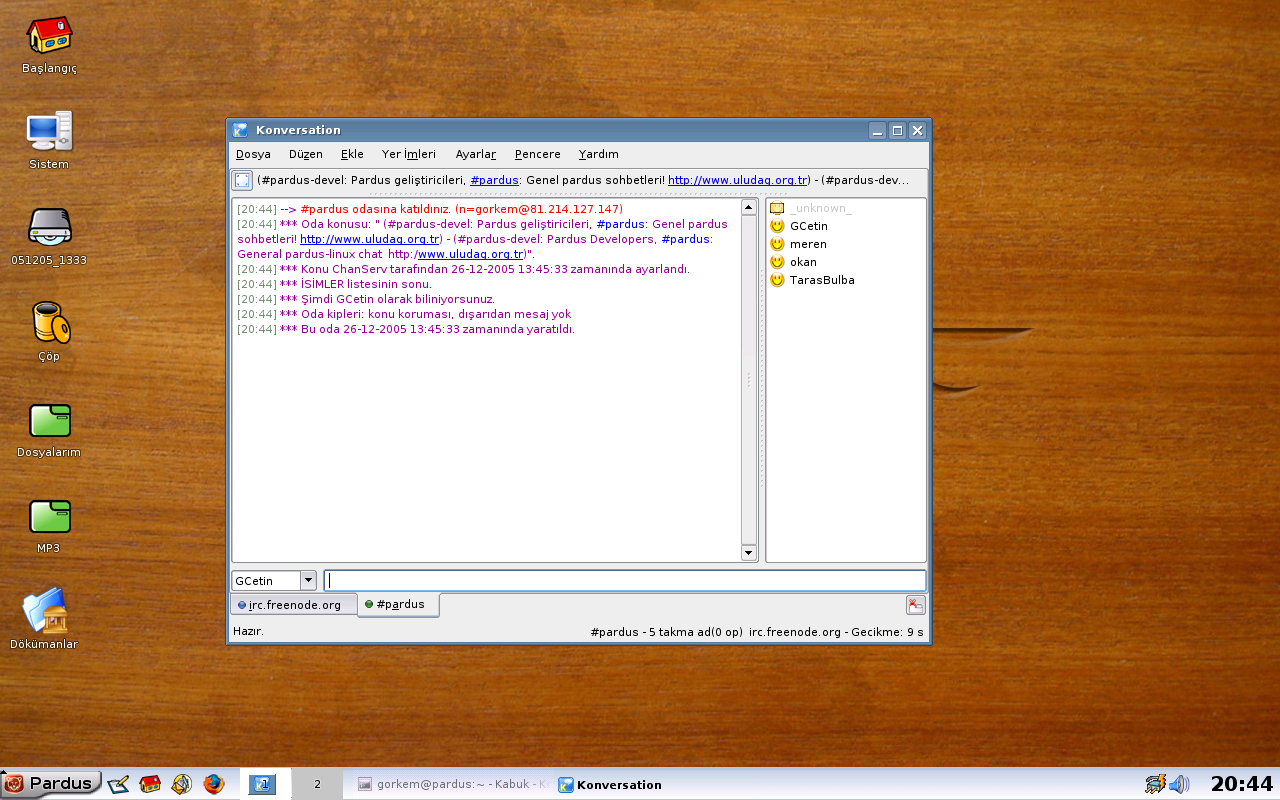 Başlangıç
Sistem
051205_1333
Çöp
Dosyalarım
MP3
Dökümanlar
Konversation
Dosya Düzen Ekle Yer İmleri Ayarlar Pencere Yardım
(#pardus-devel: Pardus geliştiricileri, #pardus: Genel pardus sohbetleri! http://www.uludag.org.tr) - (#pardus-dev...
[20:44] --> #pardus odasına katıldınız. (n=gorkem@81.214.127.147)
[20:44] *** Oda konusu: " (#pardus-devel: Pardus geliştiricileri, #pardus: Genel pardus
sohbetleri! http://www.uludag.org.tr) - (#pardus-devel: Pardus Developers, #pardus:
General pardus-linux chat http:/www.uludag.org.tr)".
[20:44] *** Konu ChanServ tarafından 26-12-2005 13:45:33 zamanında ayarlandı.
[20:44] *** İSİMLER listesinin sonu.
[20:44] *** Şimdi GCetin olarak biliniyorsunuz.
[20:44] *** Oda kipleri: konu koruması, dışarıdan mesaj yok
[20:44] *** Bu oda 26-12-2005 13:45:33 zamanında yaratıldı.
_unknown_
GCetin
meren
okan
TarasBulba
GCetin
irc.freenode.org #pardus
Hazır. #pardus - 5 takma ad(0 op) irc.freenode.org - Gecikme: 9 s
Pardus 1 2 gorkem@pardus:~ - Kabuk - Konversation 20:44